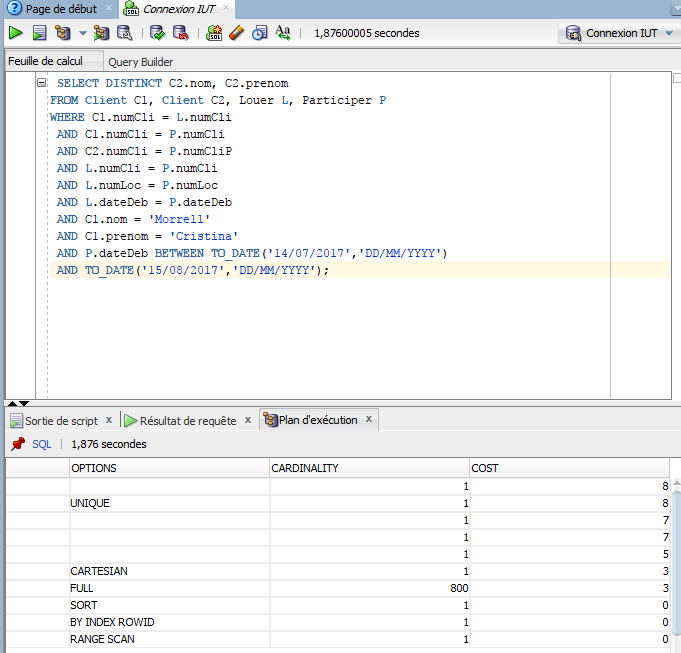 Page de début × Connexion IUT ×
1,87600005 secondes Connexion IUT
Feuille de calcul Query Builder
SELECT DISTINCT C2.nom, C2.prenom
FROM Client C1, Client C2, Louer L, Participer P
WHERE C1.numCli = L.numCli
AND C1.numCli = P.numCli
AND C2.numCli = P.numCliP
AND L.numCli = P.numCli
AND L.numLoc = P.numLoc
AND L.dateDeb = P.dateDeb
AND C1.nom = 'Morrell'
AND C1.prenom = 'Cristina'
AND P.dateDeb BETWEEN TO_DATE('14/07/2017','DD/MM/YYYY')
AND TO_DATE('15/08/2017','DD/MM/YYYY');
Sortie de script x Résultat de requête x Plan d'exécution x
SQL | 1,876 secondes
OPTIONS CARDINALITY COST
1 8
UNIQUE 1 8
1 7
1 7
1 5
CARTESIAN 1 3
FULL 800 3
SORT 1 0
BY INDEX ROWID 1 0
RANGE SCAN 1 0